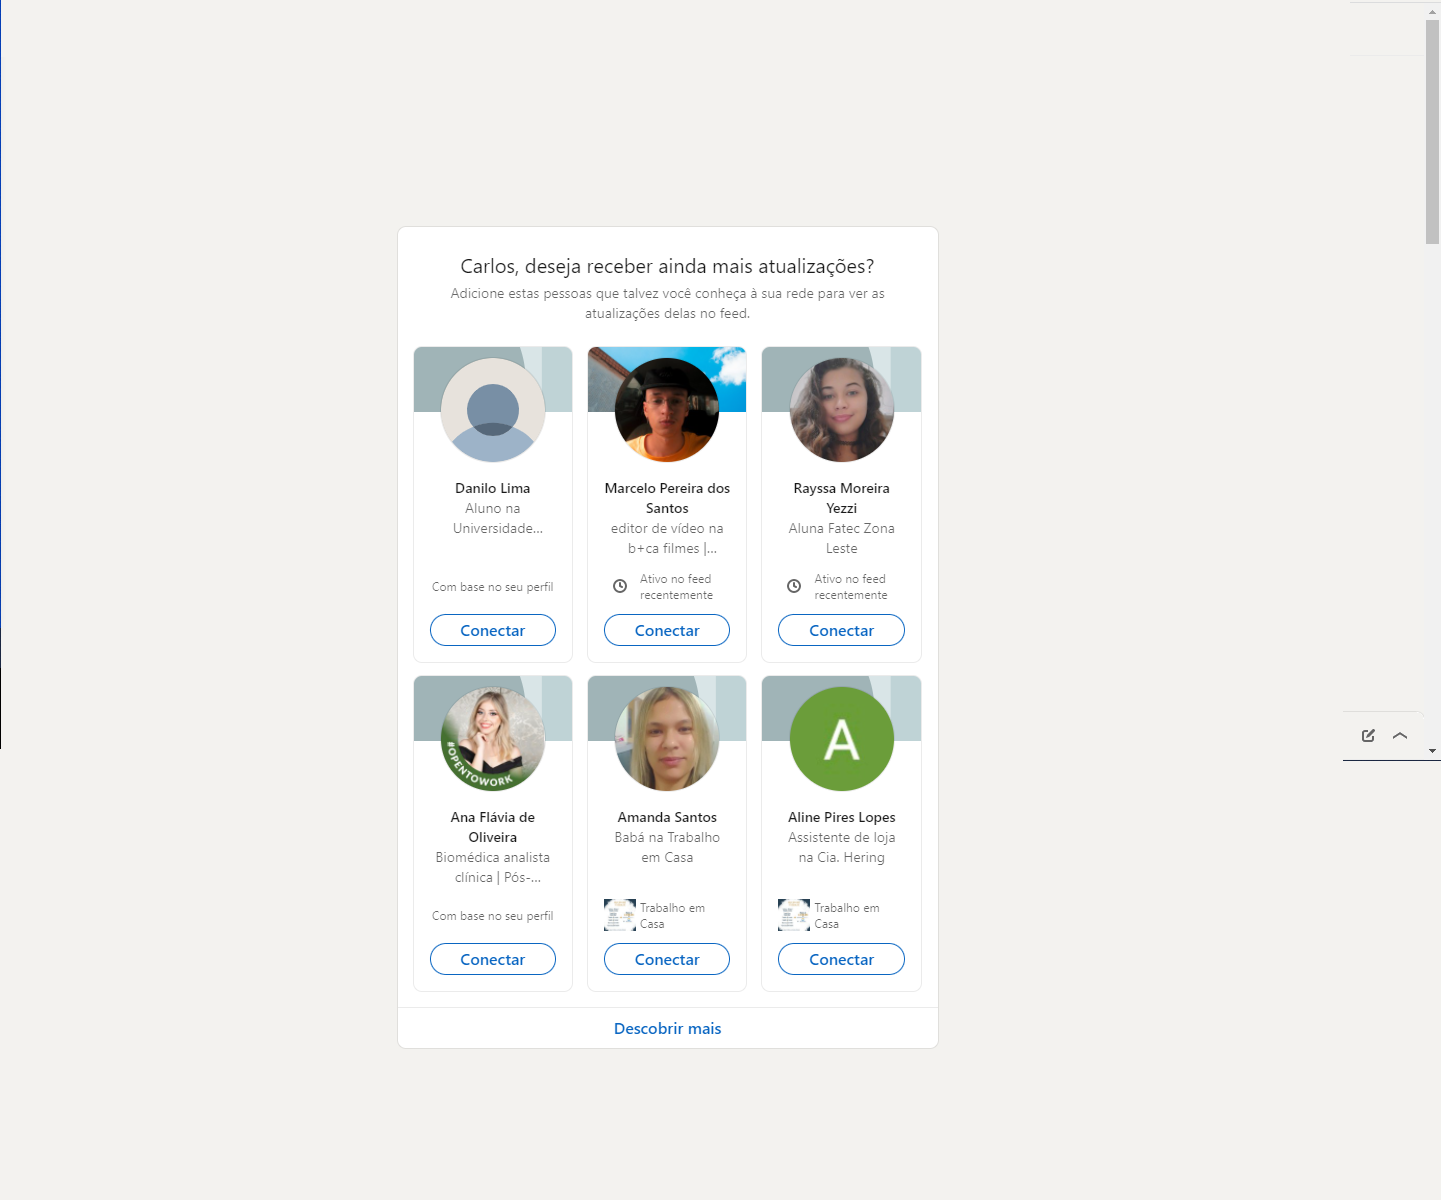 Carlos, deseja receber ainda mais atualizações?
Adicione estas pessoas que talvez você conheça à sua rede para ver as
atualizações delas no feed.
Danilo Lima
Aluno na
Universidade...
Com base no seu perfil
Conectar
Marcelo Pereira dos
Santos
editor de vídeo na
b+ca filmes |...
Ativo no feed
recentemente
Conectar
Rayssa Moreira
Yezzi
Aluna Fatec Zona
Leste
Ativo no feed
recentemente
Conectar
#OPENTOWORK
Ana Flávia de
Oliveira
Biomédica analista
clínica | Pós-...
Com base no seu perfil
Conectar
Amanda Santos
Babá na Trabalho
em Casa
Trabalho em
Casa
Conectar
A
Aline Pires Lopes
Assistente de loja
na Cia. Hering
Trabalho em
Casa
Conectar
Descobrir mais